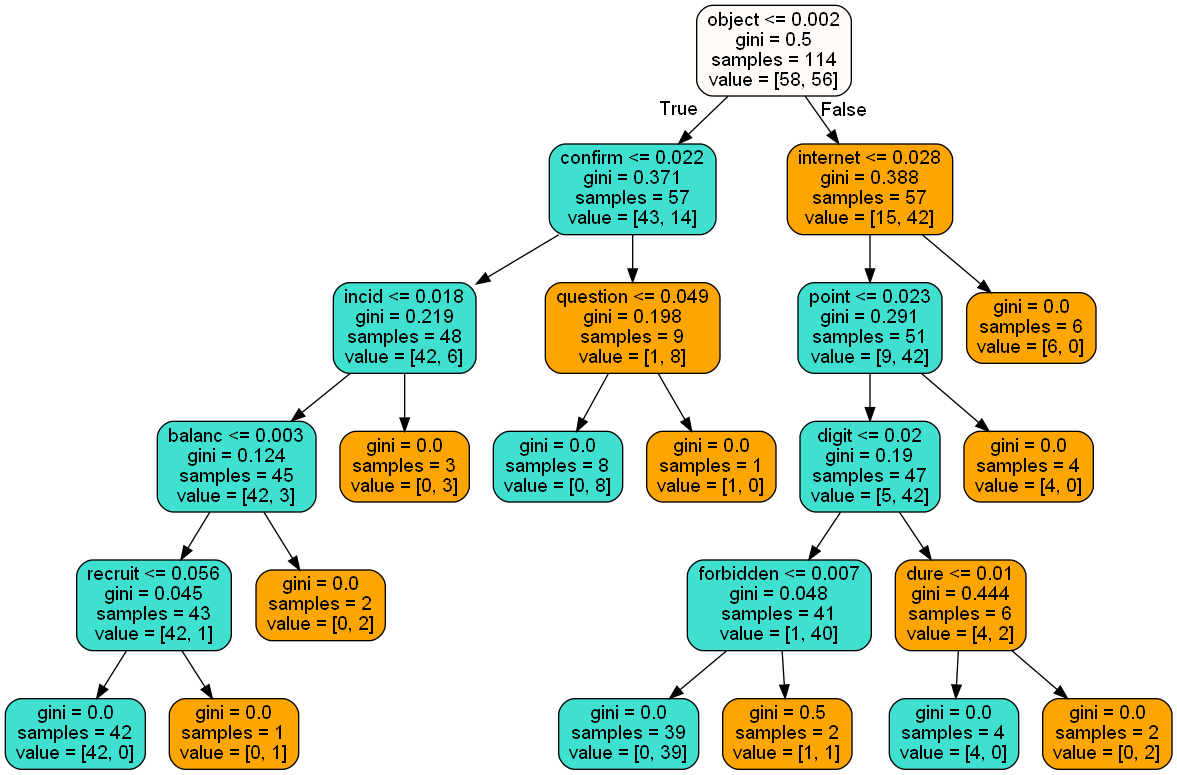 object <= 0.002
gini = 0.5
samples = 114
value = [58, 56]
True
False
confirm <= 0.022
gini = 0.371
samples = 57
value = [43, 14]
internet <= 0.028
gini = 0.388
samples = 57
value = [15, 42]
incid <= 0.018
gini = 0.219
samples = 48
value = [42, 6]
question <= 0.049
gini = 0.198
samples = 9
value = [1, 8]
point <= 0.023
gini = 0.291
samples = 51
value = [9, 42]
gini = 0.0
samples = 6
value = [6, 0]
balanc <= 0.003
gini = 0.124
samples = 45
value = [42, 3]
gini = 0.0
samples = 3
value = [0, 3]
gini = 0.0
samples = 8
value = [0, 8]
gini = 0.0
samples = 1
value = [1, 0]
digit <= 0.02
gini = 0.19
samples = 47
value = [5, 42]
gini = 0.0
samples = 4
value = [4, 0]
recruit <= 0.056
gini = 0.045
samples = 43
value = [42, 1]
gini = 0.0
samples = 2
value = [0, 2]
forbidden <= 0.007
gini = 0.048
samples = 41
value = [1, 40]
dure <= 0.01
gini = 0.444
samples = 6
value = [4, 2]
gini = 0.0
samples = 42
value = [42, 0]
gini = 0.0
samples = 1
value = [0, 1]
gini = 0.0
samples = 39
value = [0, 39]
gini = 0.5
samples = 2
value = [1, 1]
gini = 0.0
samples = 4
value = [4, 0]
gini = 0.0
samples = 2
value = [0, 2]